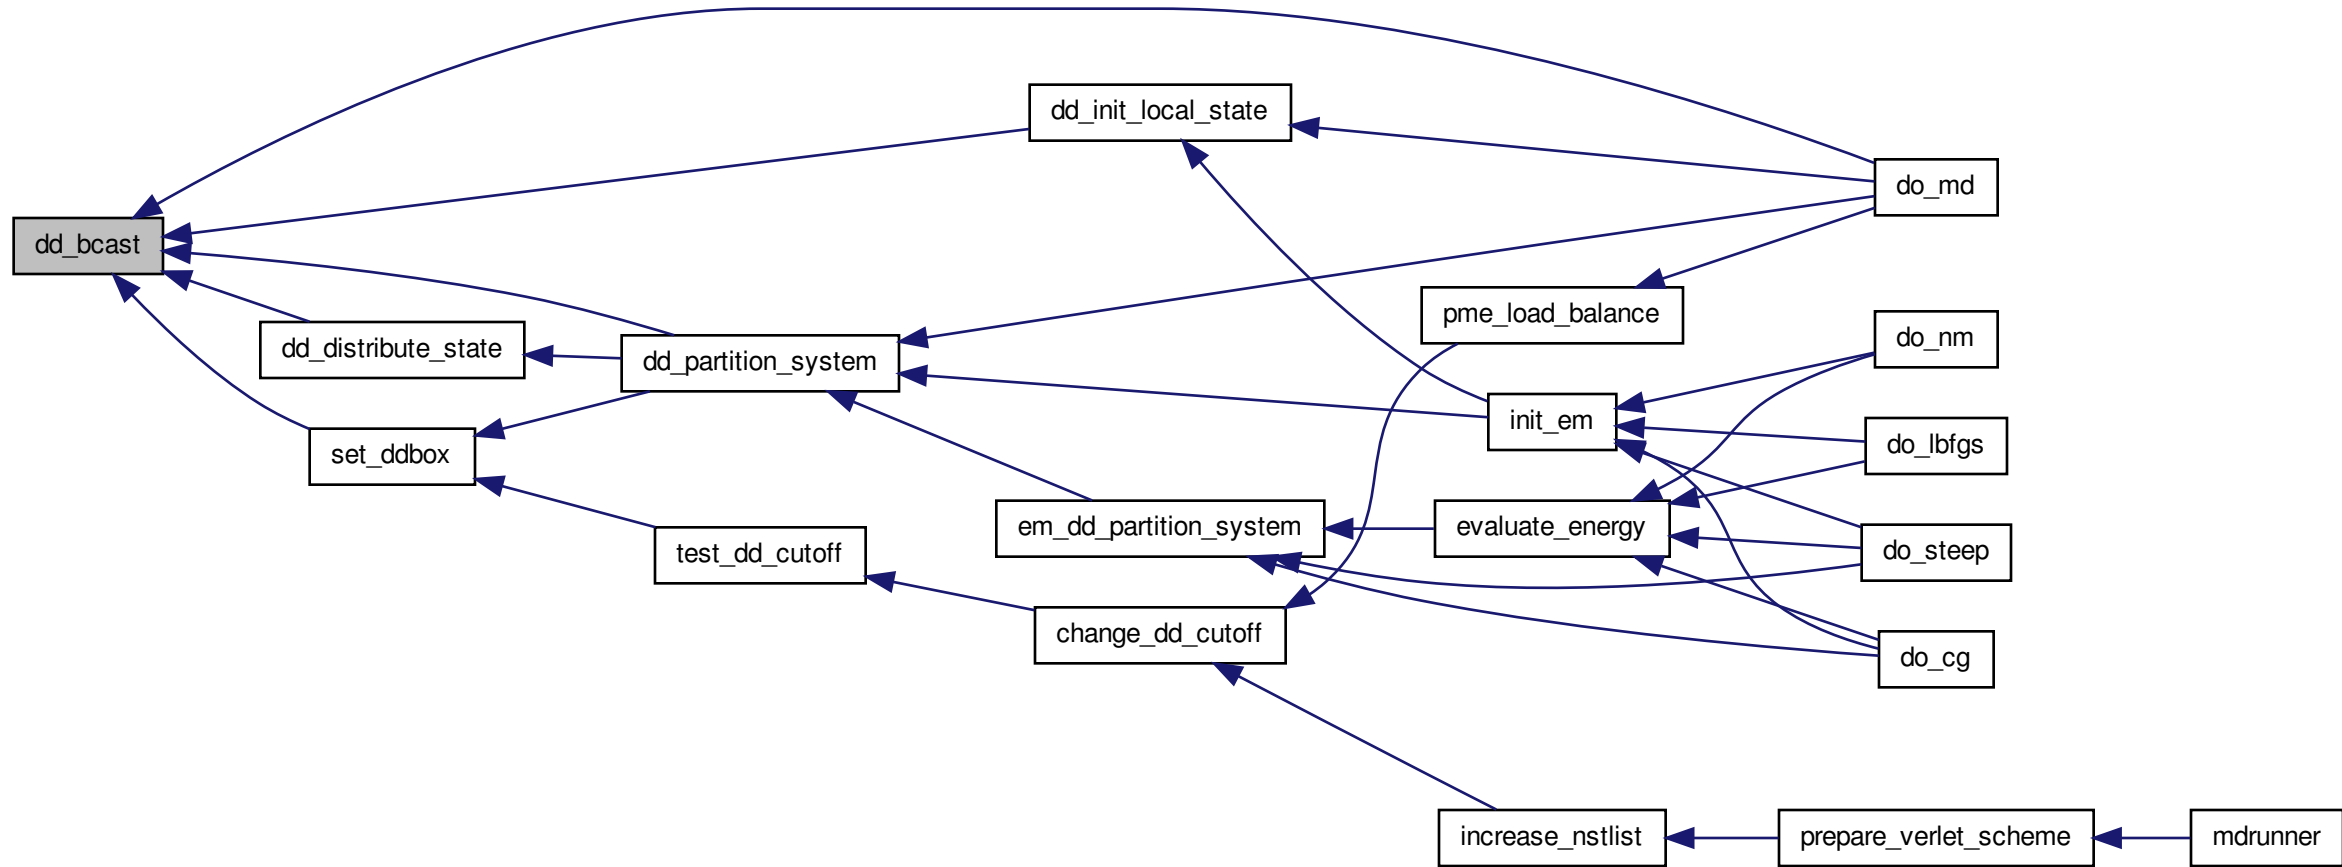 dd_bcast
dd_distribute_state
set_ddbox
dd_partition_system
test_dd_cutoff
dd_init_local_state
em_dd_partition_system
change_dd_cutoff
pme_load_balance
init_em
evaluate_energy
increase_nstlist
do_md
do_nm
do_lbfgs
do_steep
do_cg
prepare_verlet_scheme
mdrunner